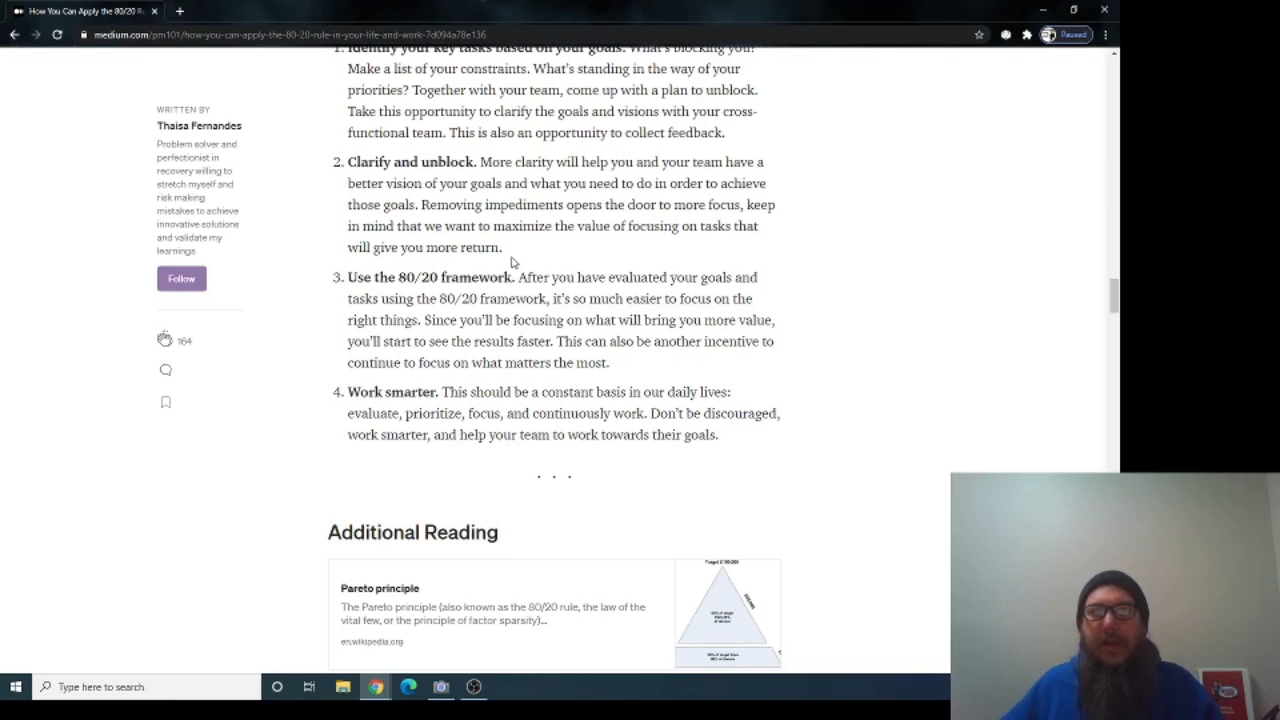 How You Can Apply the 80/20 R
medium.com/pm101/how-you-can-apply-the-80-20-rule-in-your-life-and-work-7d094a78e136
Paused
WRITTEN BY
Thaisa Fernandes
Problem solver and
perfectionist in
recovery willing to
stretch myself and
risk making
mistakes to achieve
innovative solutions
and validate my
learnings
Follow
164
1. Identify your key tasks based on your goals. What's blocking you?
Make a list of your constraints. What's standing in the way of your
priorities? Together with your team, come up with a plan to unblock.
Take this opportunity to clarify the goals and visions with your cross-
functional team. This is also an opportunity to collect feedback.
2. Clarify and unblock. More clarity will help you and your team have a
better vision of your goals and what you need to do in order to achieve
those goals. Removing impediments opens the door to more focus, keep
in mind that we want to maximize the value of focusing on tasks that
will give you more return.
3. Use the 80/20 framework. After you have evaluated your goals and
tasks using the 80/20 framework, it's so much easier to focus on the
right things. Since you'll be focusing on what will bring you more value,
you'll start to see the results faster. This can also be another incentive to
continue to focus on what matters the most.
4. Work smarter. This should be a constant basis in our daily lives:
evaluate, prioritize, focus, and continuously work. Don't be discouraged,
work smarter, and help your team to work towards their goals.
. . .
Additional Reading
Pareto principle
The Pareto principle (also known as the 80/20 rule, the law of the
vital few, or the principle of factor sparsity)...
en.wikipedia.org
Type here to search